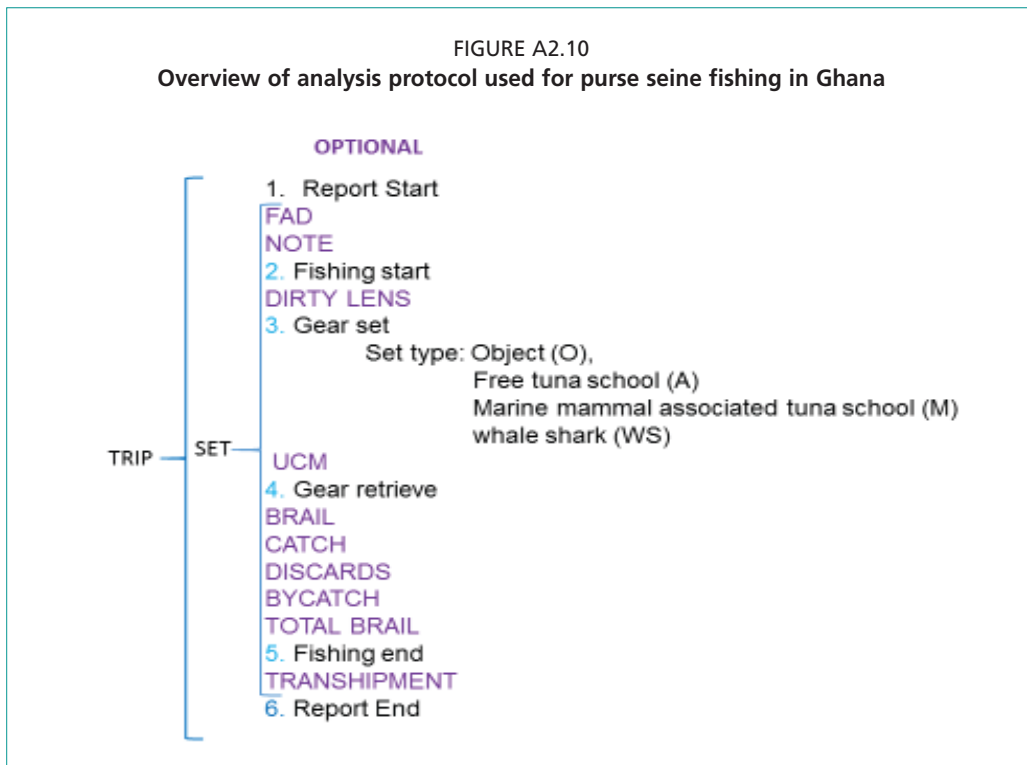 FIGURE A2.10
Overview of analysis protocol used for purse seine fishing in Ghana
OPTIONAL
1. Report Start
FAD
NOTE
2. Fishing start
DIRTY LENS
3. Gear set
Set type: Object (O),
Free tuna school (A)
Marine mammal associated tuna school (M)
whale shark (WS)
TRIP
SET
UCM
4. Gear retrieve
BRAIL
CATCH
DISCARDS
BYCATCH
TOTAL BRAIL
5. Fishing end
TRANSHIPMENT
6. Report End